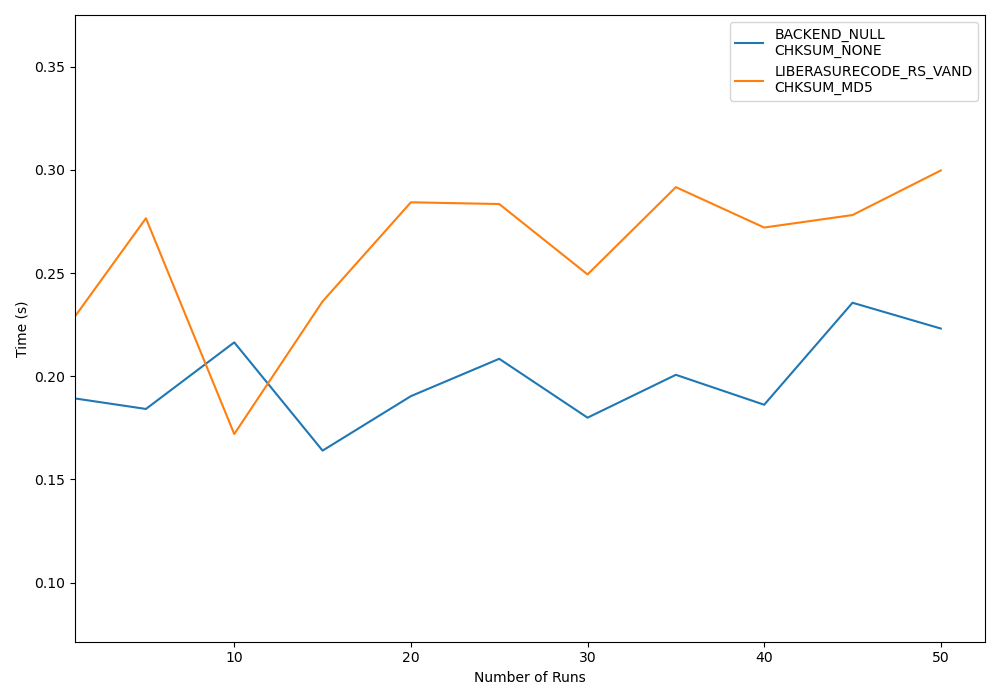 BACKEND_NULL
CHKSUM_NONE
LIBERASURECODE_RS_VAND
CHKSUM_MD5
0.35
0.30
0.25
0.20
0.15
0.10
Time (s)
10 20 30 40 50
Number of Runs